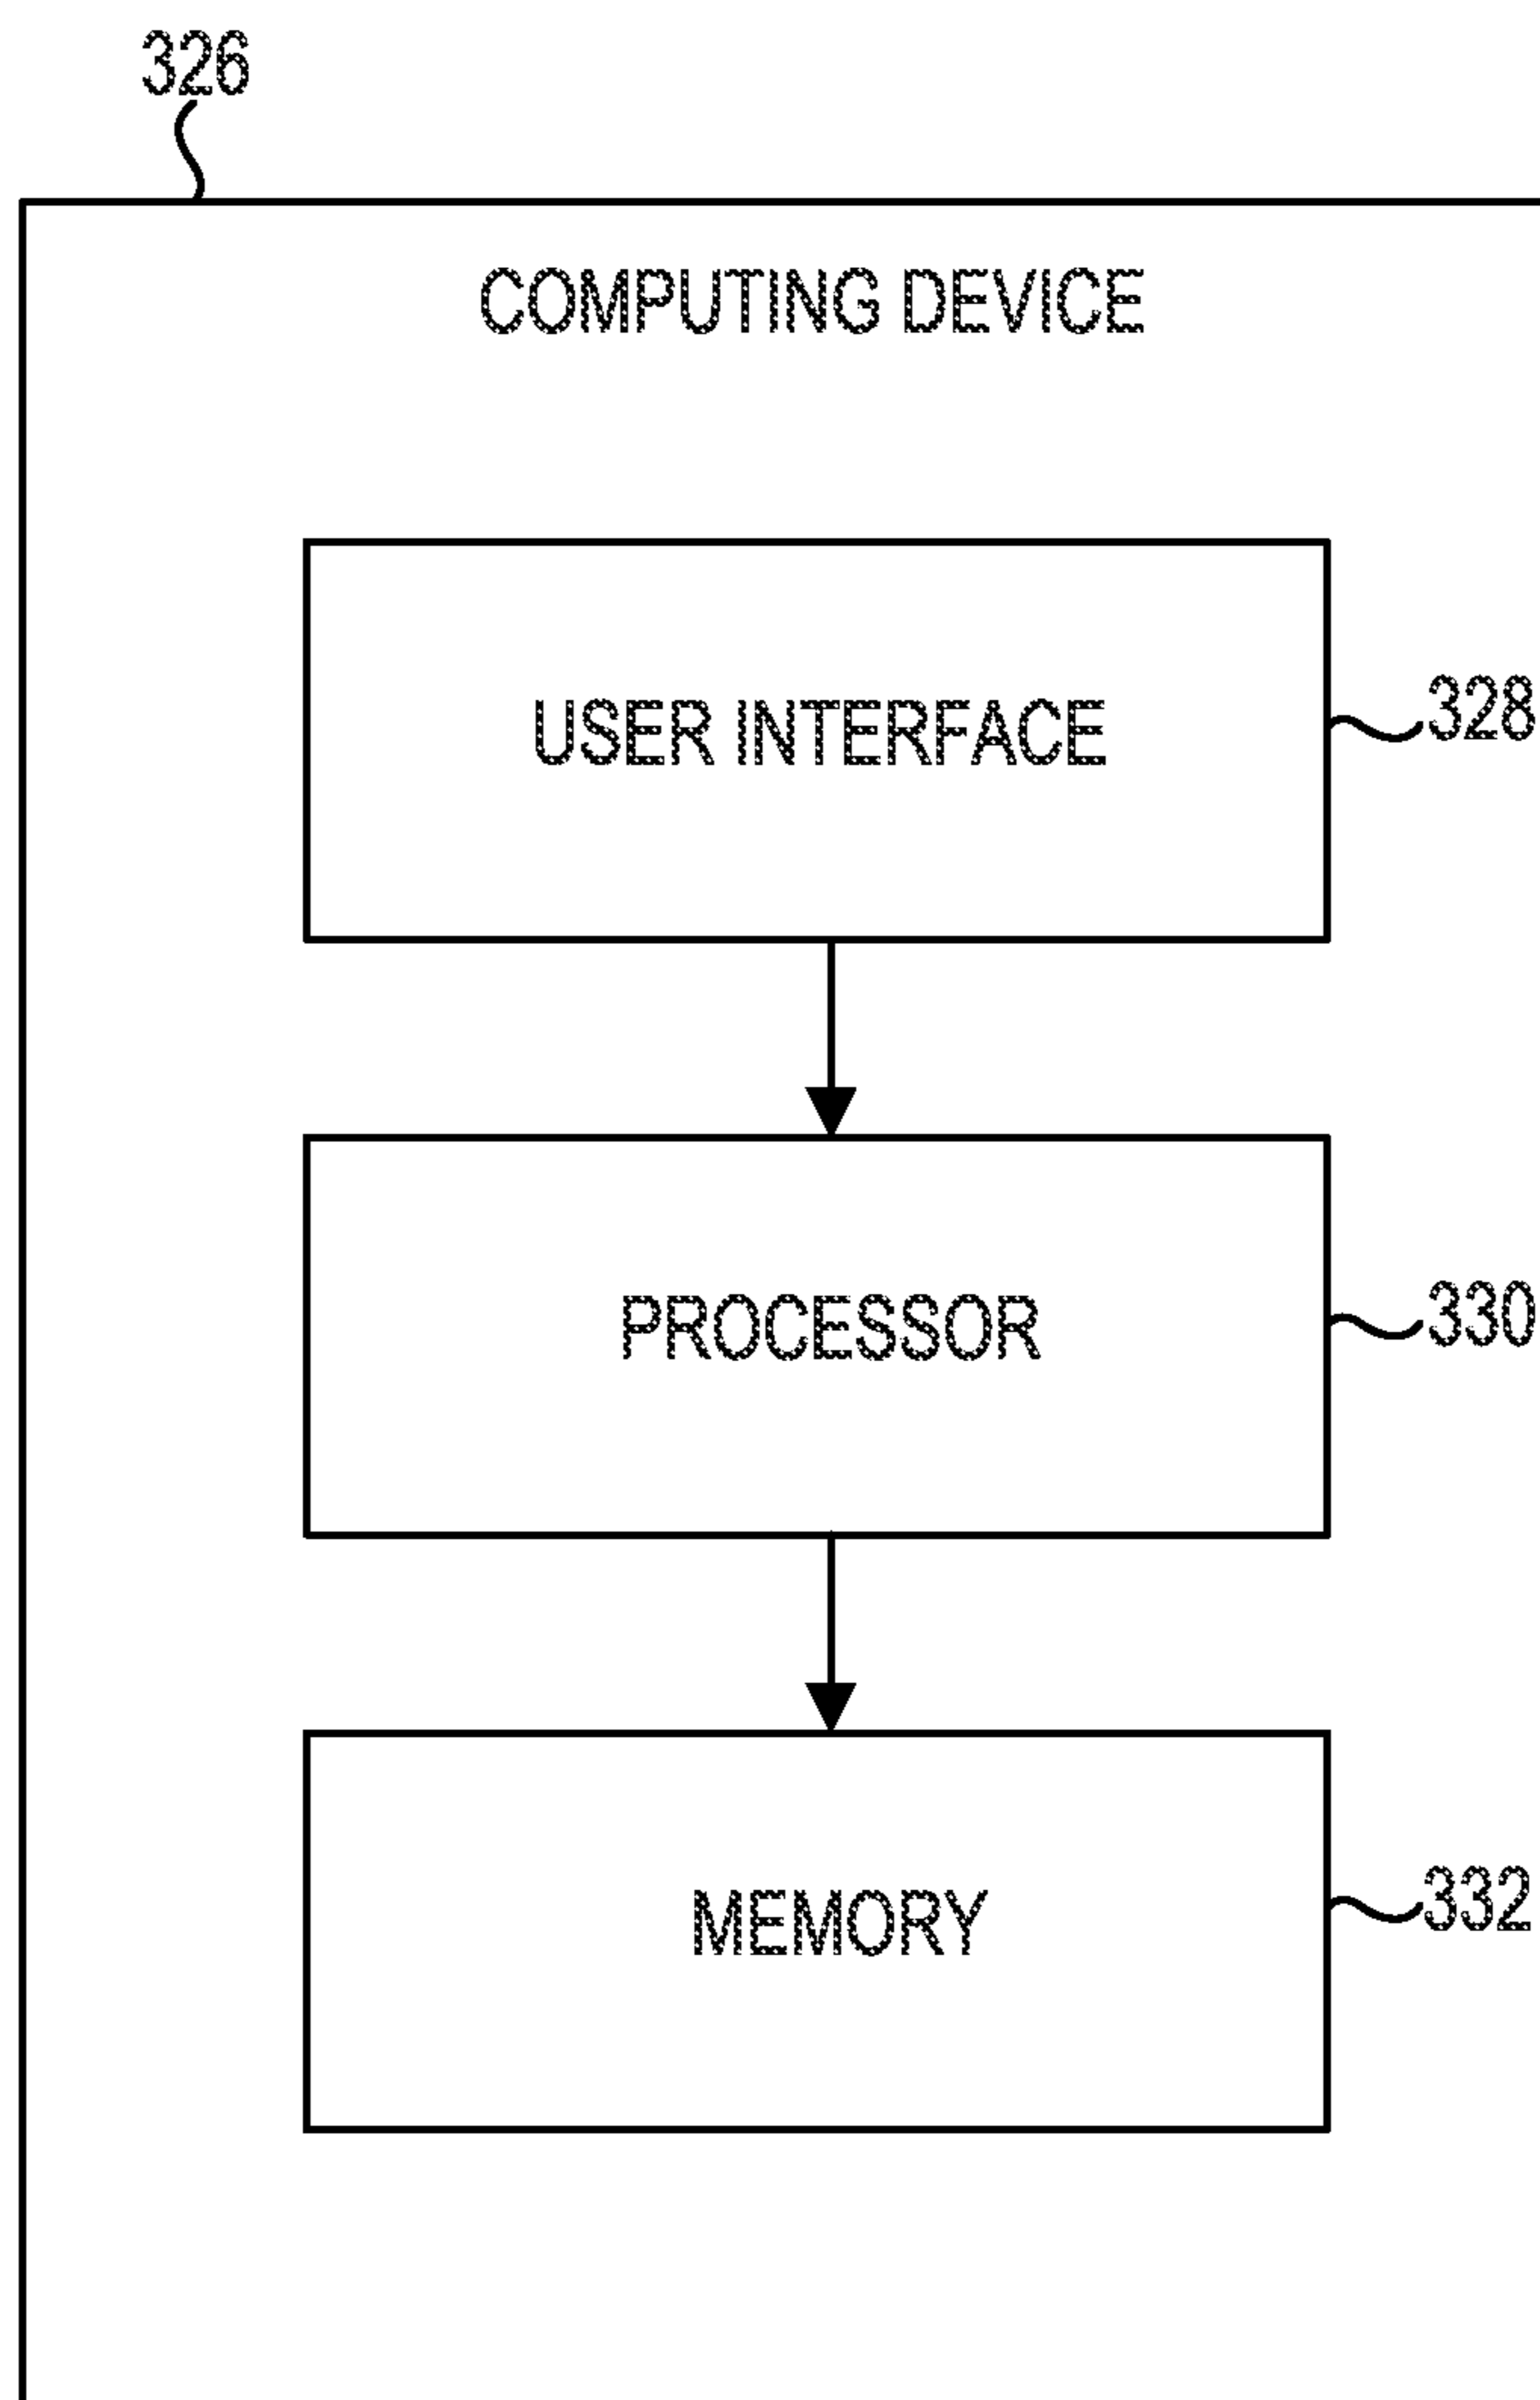 326
COMPUTING DEVICE
USER INTERFACE
328
PROCESSOR
330
MEMORY
332